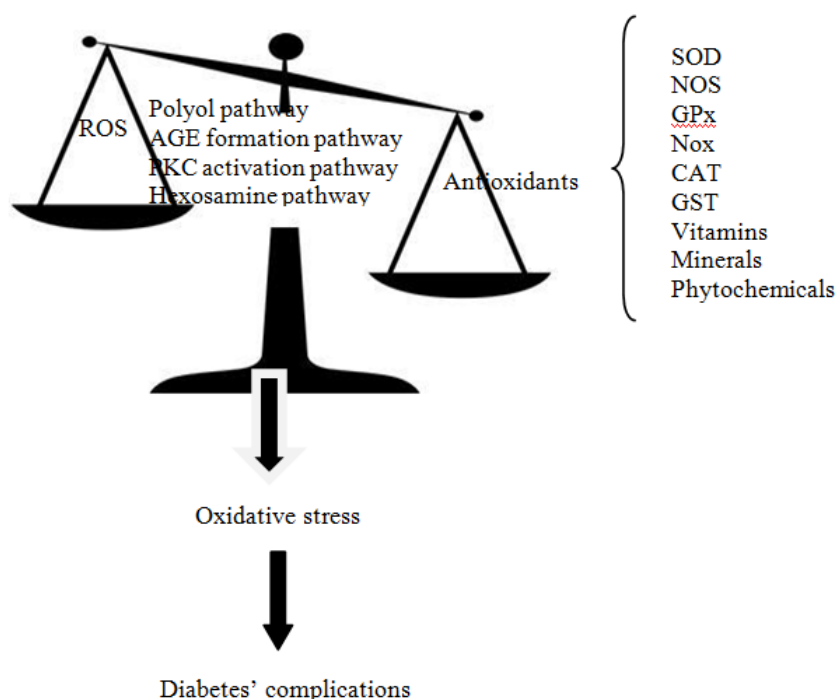 ROS
Polyol pathway
AGE formation pathway
PKC activation pathway
Hexosamine pathway
Antioxidants
SOD
NOS
GPx
Nox
CAT
GST
Vitamins
Minerals
Phytochemicals
Oxidative stress
Diabetes’ complications